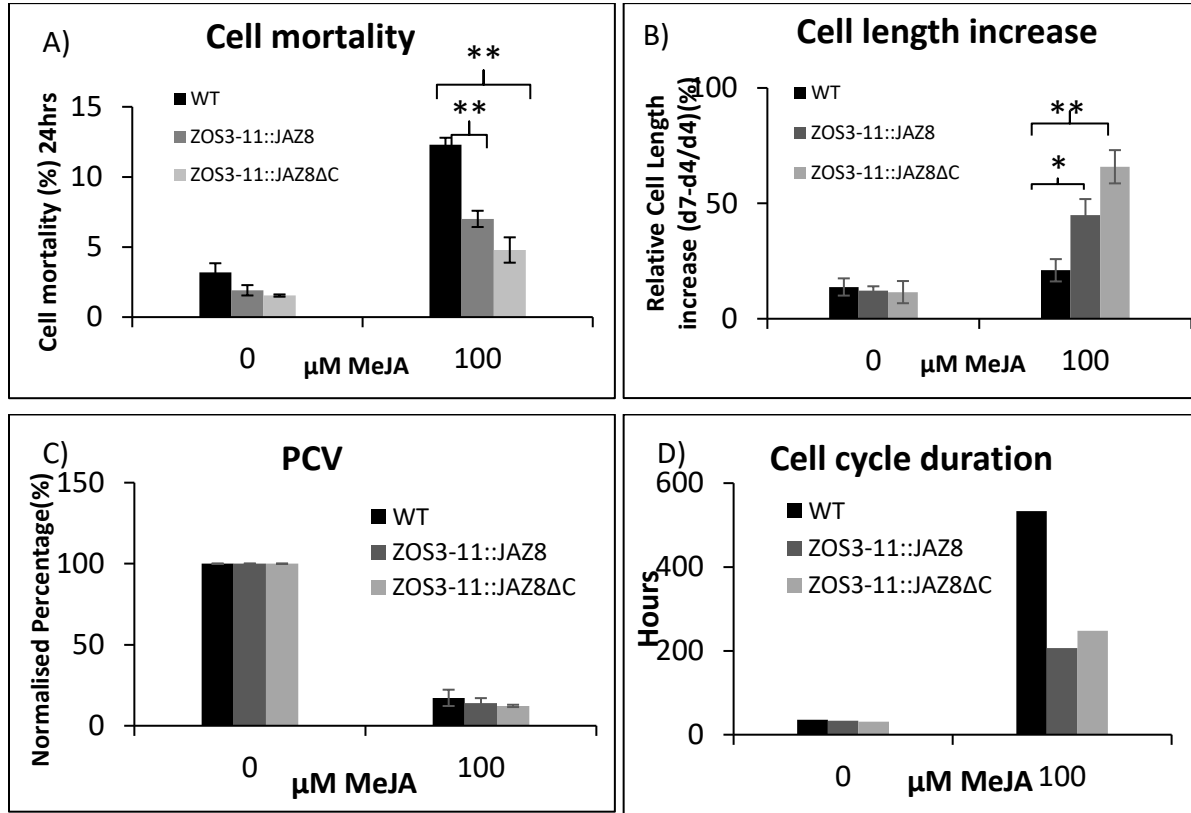 A)
Cell mortality
**
**
WT
ZOS3-11::JAZ8
ZOS3-11::JAZ8ΔC
Cell mortality (%) 24hrs
15
10
5
0
0
100
µM MeJA
B)
Cell length increase
**
*
WT
ZOS3-11::JAZ8
ZOS3-11::JAZ8ΔC
Relative Cell Length
increase (d7-d4/d4)(%)
100
50
0
0
100
µM MeJA
C)
PCV
WT
ZOS3-11::JAZ8
ZOS3-11::JAZ8ΔC
Normalised Percentage(%)
150
100
50
0
0
100
µM MeJA
D)
Cell cycle duration
WT
ZOS3-11::JAZ8
ZOS3-11::JAZ8ΔC
Hours
600
400
200
0
0
100
µM MeJA